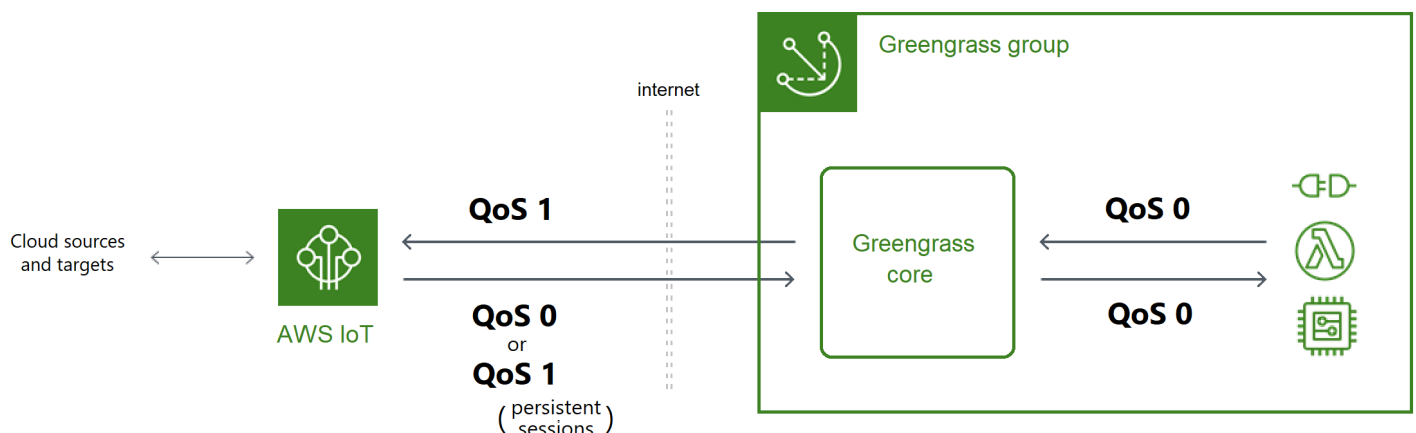 Greengrass group
internet
QoS 1
QoS 0
Cloud sources
and targets
Greengrass
core
AWS IoT
QoS 0
or
QoS 1
(persistent
sessions)
QoS 0